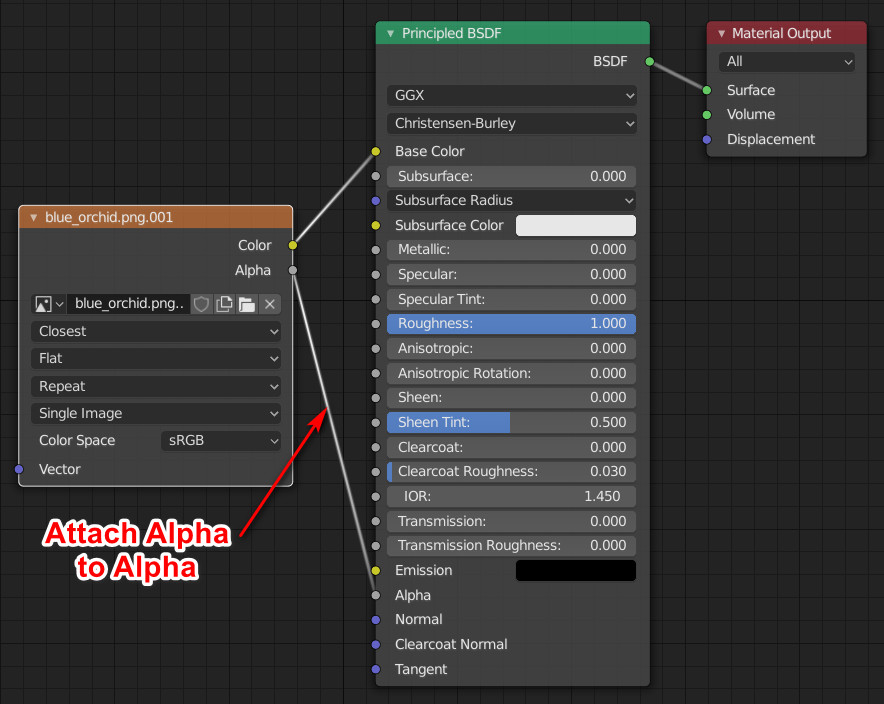 blue_orchid.png.001
Color
Alpha
blue_orchid.png..
Closest
Flat
Repeat
Single Image
Color Space sRGB
Vector
Attach Alpha
to Alpha
Principled BSDF
BSDF
GGX
Christensen-Burley
Base Color
Subsurface: 0.000
Subsurface Radius
Subsurface Color
Metallic: 0.000
Specular: 0.000
Specular Tint: 0.000
Roughness: 1.000
Anisotropic: 0.000
Anisotropic Rotation: 0.000
Sheen: 0.000
Sheen Tint: 0.500
Clearcoat: 0.000
Clearcoat Roughness: 0.030
IOR: 1.450
Transmission: 0.000
Transmission Roughness: 0.000
Emission
Alpha
Normal
Clearcoat Normal
Tangent
Material Output
All
Surface
Volume
Displacement